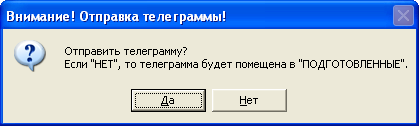 Внимание! Отправка телеграммы!
Отправить телеграмму?
Если "НЕТ", то телеграмма будет помещена в "ПОДГОТОВЛЕННЫЕ".
Да
Нет